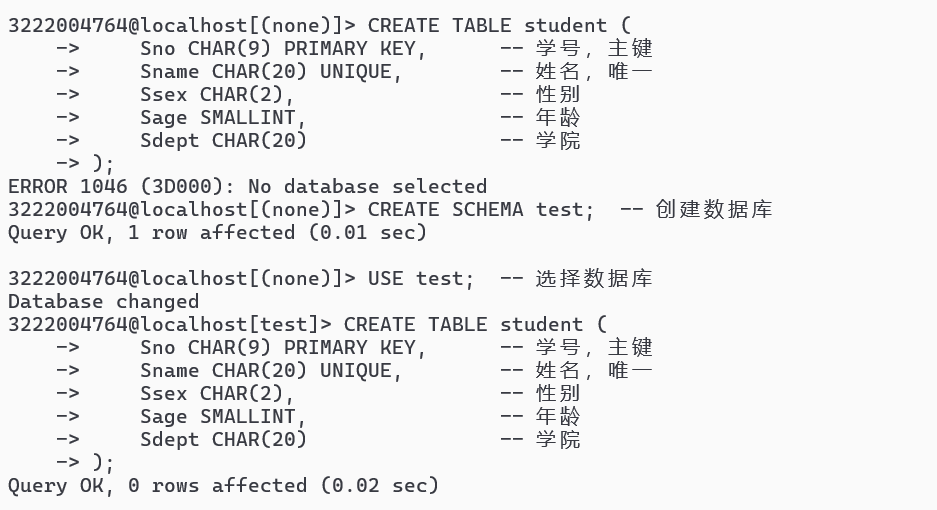 3222004764@localhost[(none)]> CREATE TABLE student (
    ->     Sno CHAR(9) PRIMARY KEY,      -- 学号, 主键
    ->     Sname CHAR(20) UNIQUE,        -- 姓名, 唯一
    ->     Ssex CHAR(2),                 -- 性别
    ->     Sage SMALLINT,                -- 年龄
    ->     Sdept CHAR(20)                -- 学院
    -> );
ERROR 1046 (3D000): No database selected
3222004764@localhost[(none)]> CREATE SCHEMA test;  -- 创建数据库
Query OK, 1 row affected (0.01 sec)

3222004764@localhost[(none)]> USE test;  -- 选择数据库
Database changed
3222004764@localhost[test]> CREATE TABLE student (
    ->     Sno CHAR(9) PRIMARY KEY,      -- 学号, 主键
    ->     Sname CHAR(20) UNIQUE,        -- 姓名, 唯一
    ->     Ssex CHAR(2),                 -- 性别
    ->     Sage SMALLINT,                -- 年龄
    ->     Sdept CHAR(20)                -- 学院
    -> );
Query OK, 0 rows affected (0.02 sec)